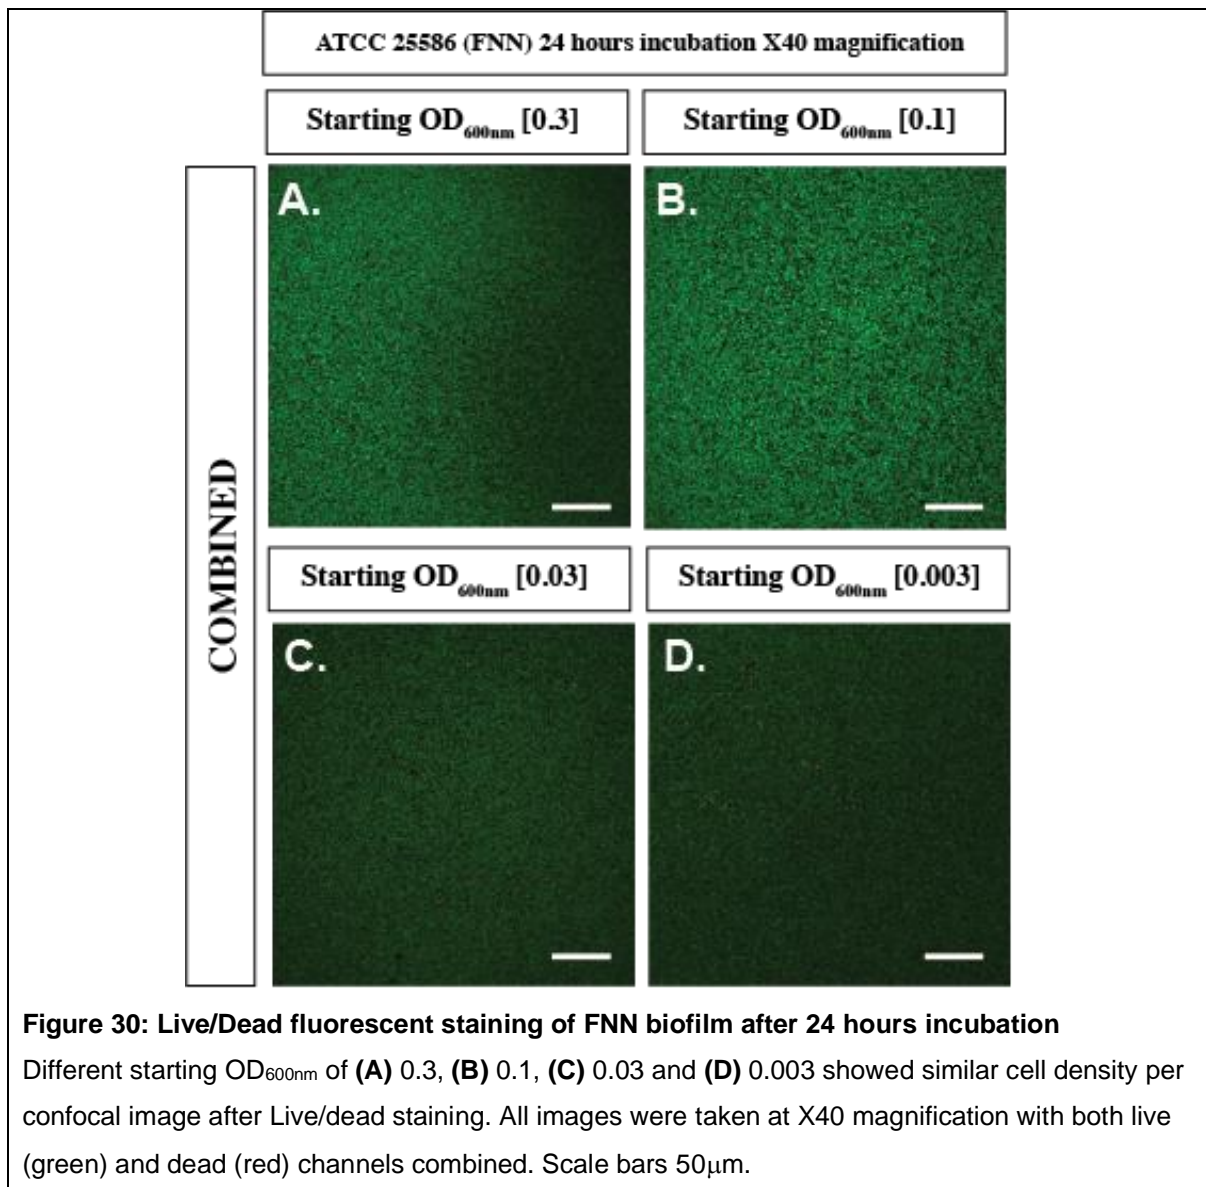 ATCC 25586 (FNN) 24 hours incubation X40 magnification
Starting OD600nm [0.3]
Starting OD600nm [0.1]
COMBINED
A.
B.
Starting OD600nm [0.03]
Starting OD600nm [0.003]
C.
D.
Figure 30: Live/Dead fluorescent staining of FNN biofilm after 24 hours incubation
Different starting OD600nm of (A) 0.3, (B) 0.1, (C) 0.03 and (D) 0.003 showed similar cell density per
confocal image after Live/dead staining. All images were taken at X40 magnification with both live
(green) and dead (red) channels combined. Scale bars 50μm.